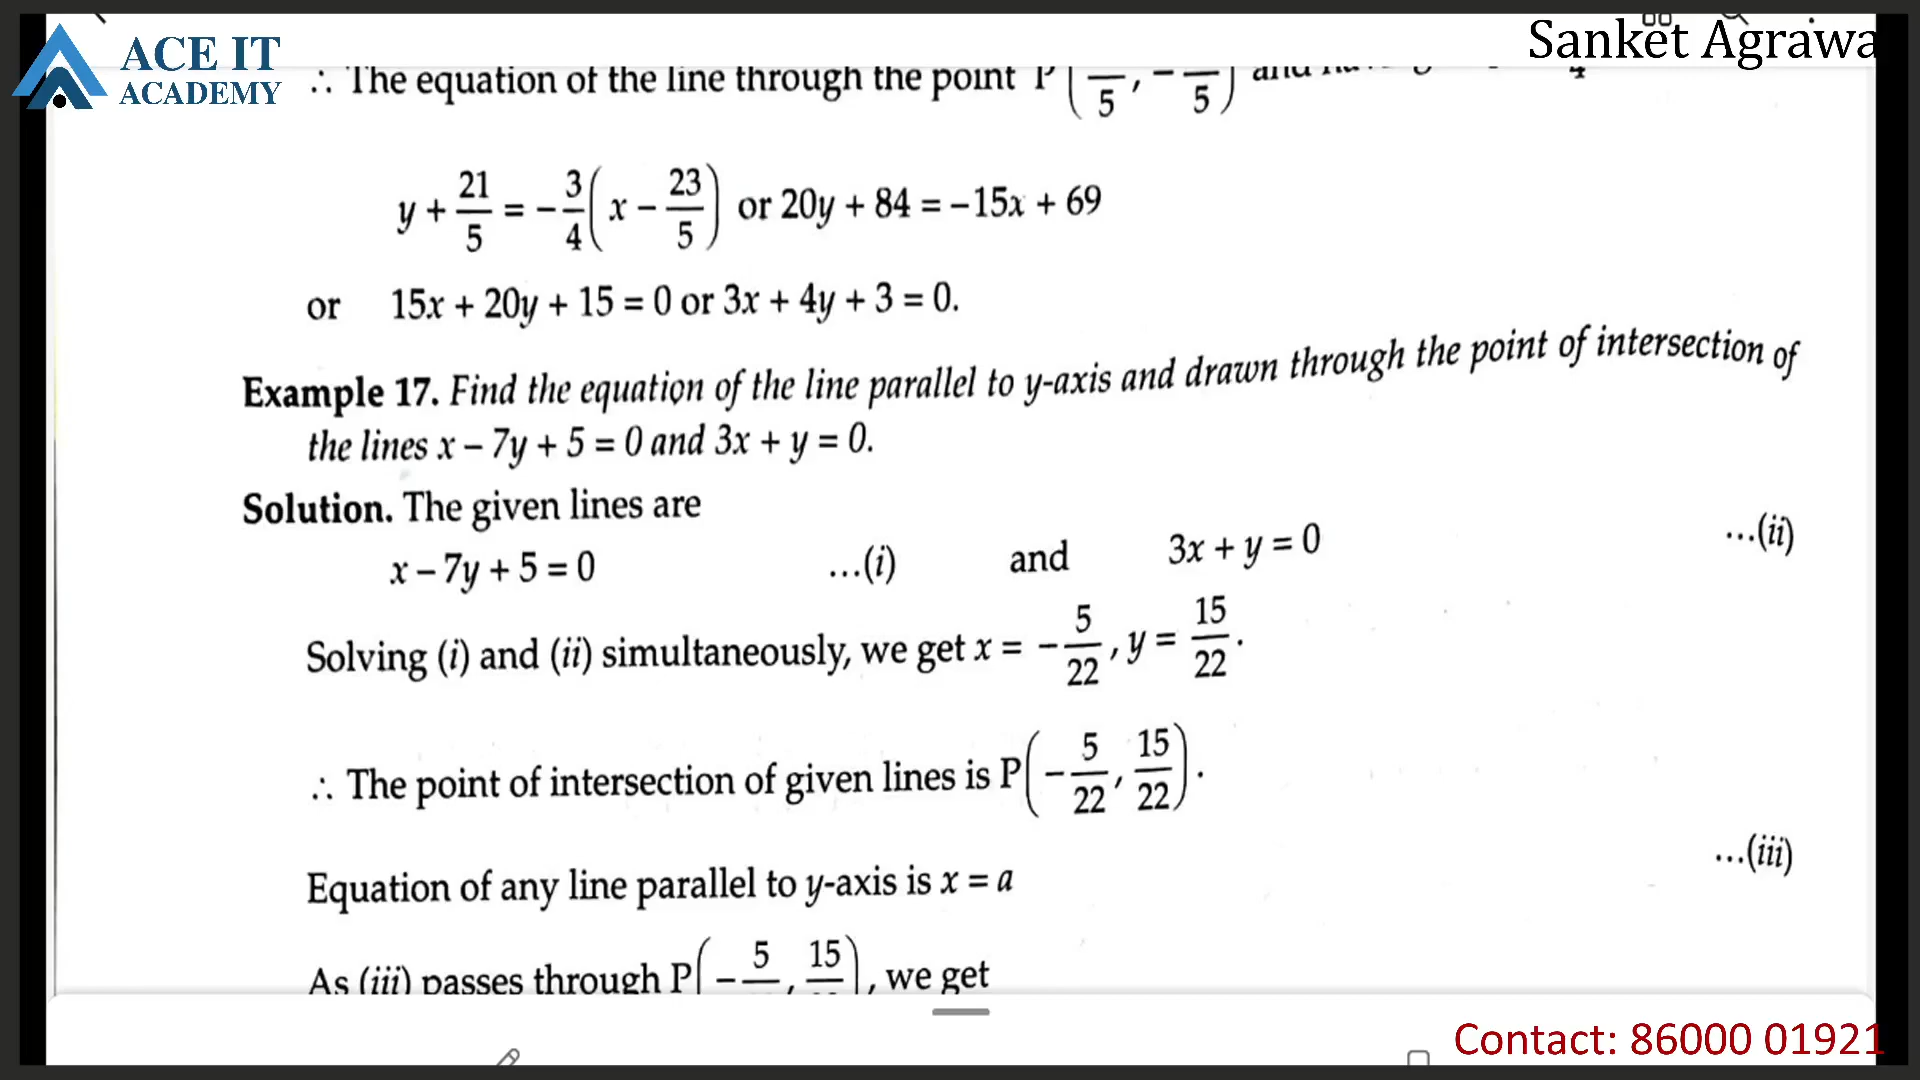 ACE IT
ACADEMY
Sanket Agrawa
∴ The equation of the line through the point P( /5, - /5) and
y + 21/5 = -3/4(x - 23/5) or 20y + 84 = -15x + 69
or 15x + 20y + 15 = 0 or 3x + 4y + 3 = 0.
Example 17. Find the equation of the line parallel to y-axis and drawn through the point of intersection of
the lines x - 7y + 5 = 0 and 3x + y = 0.
Solution. The given lines are
x - 7y + 5 = 0 ...(i) and 3x + y = 0 ...(ii)
Solving (i) and (ii) simultaneously, we get x = -5/22, y = 15/22.
∴ The point of intersection of given lines is P(-5/22, 15/22).
Equation of any line parallel to y-axis is x = a ...(iii)
As (iii) passes through P(-5/ , 15/ ), we get
Contact: 86000 01921